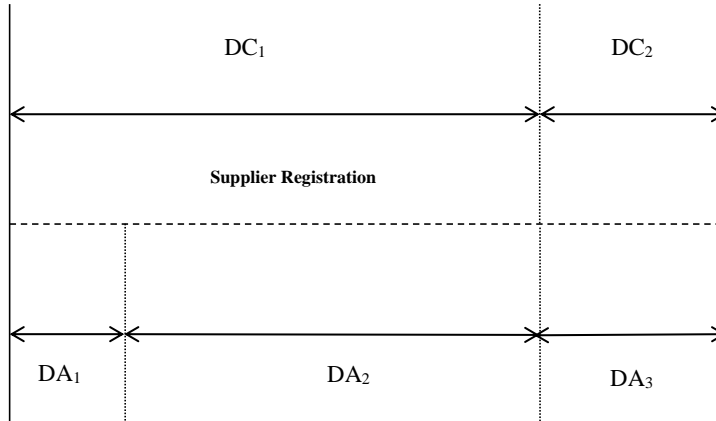 DC₁ DC₂
Supplier Registration
DA₁ DA₂ DA₃